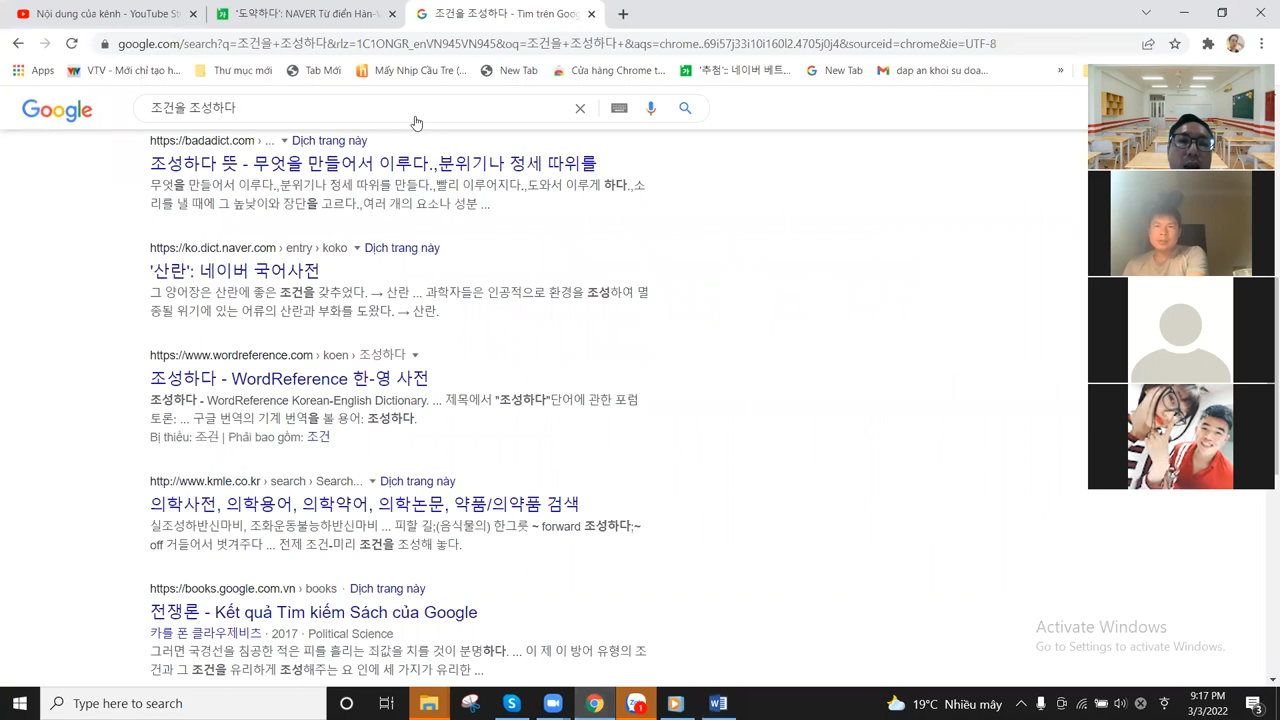 Nội dung của kênh - YouTube St
'도약하다': NAVER Từ điển Hàn-
조건을 조성하다 - Tìm trên Goog
google.com/search?q=조건을+조성하다&rlz=1C1ONGR_enVN945VN945&oq=조건을+조성하다+&aqs=chrome..69i57j33i10i160l2.4705j0j4&sourceid=chrome&ie=UTF-8
Apps
VTV - Mới chỉ tạo h...
Thư mục mới
Tab Mới
Mấy Nhịp Cầu Tre (...
New Tab
Cửa hàng Chrome t...
'추첨': 네이버 베트...
New Tab
dap an khoi su doa...
»
Google
조건을 조성하다
https://badadict.com › ... Dịch trang này
조성하다 뜻 - 무엇을 만들어서 이루다.,분위기나 정세 따위를
무엇을 만들어서 이루다.,분위기나 정세 따위를 만들다.,빨리 이루어지다.,도와서 이루게 하다.,소
리를 낼 때에 그 높낮이와 장단을 고르다.,여러 개의 요소나 성분 ...
https://ko.dict.naver.com › entry › koko Dịch trang này
'산란': 네이버 국어사전
그 양어장은 산란에 좋은 조건을 갖추었다. → 산란 ... 과학자들은 인공적으로 환경을 조성하여 멸
종될 위기에 있는 어류의 산란과 부화를 도왔다. → 산란.
https://www.wordreference.com › koen › 조성하다
조성하다 - WordReference 한-영 사전
조성하다 - WordReference Korean-English Dictionary. ... 제목에서 "조성하다"단어에 관한 포럼
토론: ... 구글 번역의 기계 번역을 볼 용어: 조성하다.
Bị thiếu: 조건 | Phải bao gồm: 조건
http://www.kmle.co.kr › search › Search... Dịch trang này
의학사전, 의학용어, 의학약어, 의학논문, 약품/의약품 검색
실조성하반신마비, 조화운동불능하반신마비 ... 피할 길;(음식물의) 한그릇 ~ forward 조성하다;~
off 거들어서 벗겨주다 ... 전제 조건-미리 조건을 조성해 놓다.
https://books.google.com.vn › books · Dịch trang này
전쟁론 - Kết quả Tìm kiếm Sách của Google
카를 폰 클라우제비츠 · 2017 · Political Science
그러면 국경선을 침공한 적은 피를 흘리는 죄값을 치를 것이 분명하다. ... 이 제 이 방어 유형의 조
건과 그 조건을 유리하게 조성해주는 요 인에 세 가지가 유리한 ...
Activate Windows
Go to Settings to activate Windows.
Type here to search
19°C Nhiều mây
9:17 PM
3/3/2022
3